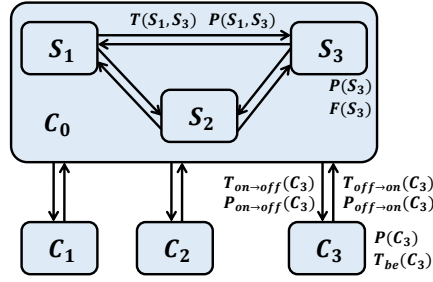 T(S₁,S₃) P(S₁,S₃)
S₁
S₃
P(S₃)
F(S₃)
S₂
C₀
Tₒₙ→ₒff(C₃) Tₒff→ₒₙ(C₃)
Pₒₙ→ₒff(C₃) Pₒff→ₒₙ(C₃)
C₁
C₂
C₃
P(C₃)
T_be(C₃)